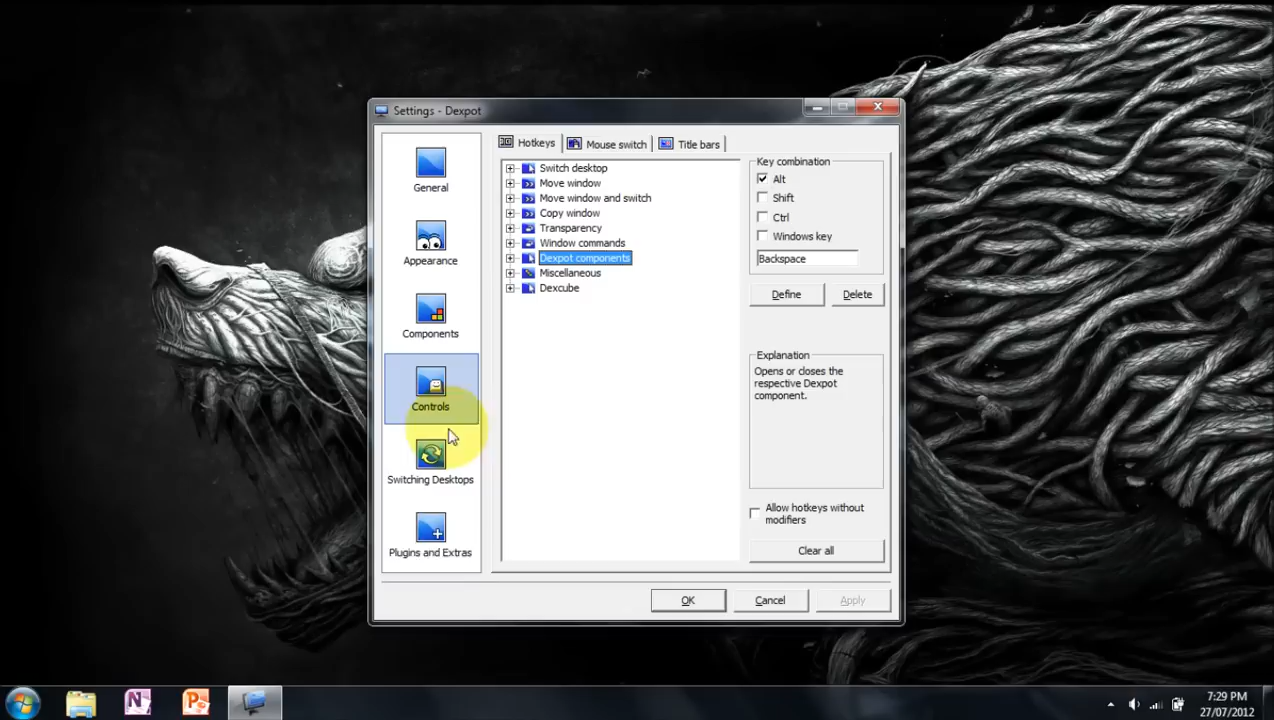 Settings - Dexpot
General
Appearance
Components
Controls
Switching Desktops
Plugins and Extras
Hotkeys
Mouse switch
Title bars
Switch desktop
Move window
Move window and switch
Copy window
Transparency
Window commands
Dexpot components
Miscellaneous
Dexcube
Key combination
Alt
Shift
Ctrl
Windows key
Backspace
Define
Delete
Explanation
Opens or closes the
respective Dexpot
component.
Allow hotkeys without
modifiers
Clear all
OK
Cancel
Apply
7:29 PM
27/07/2012